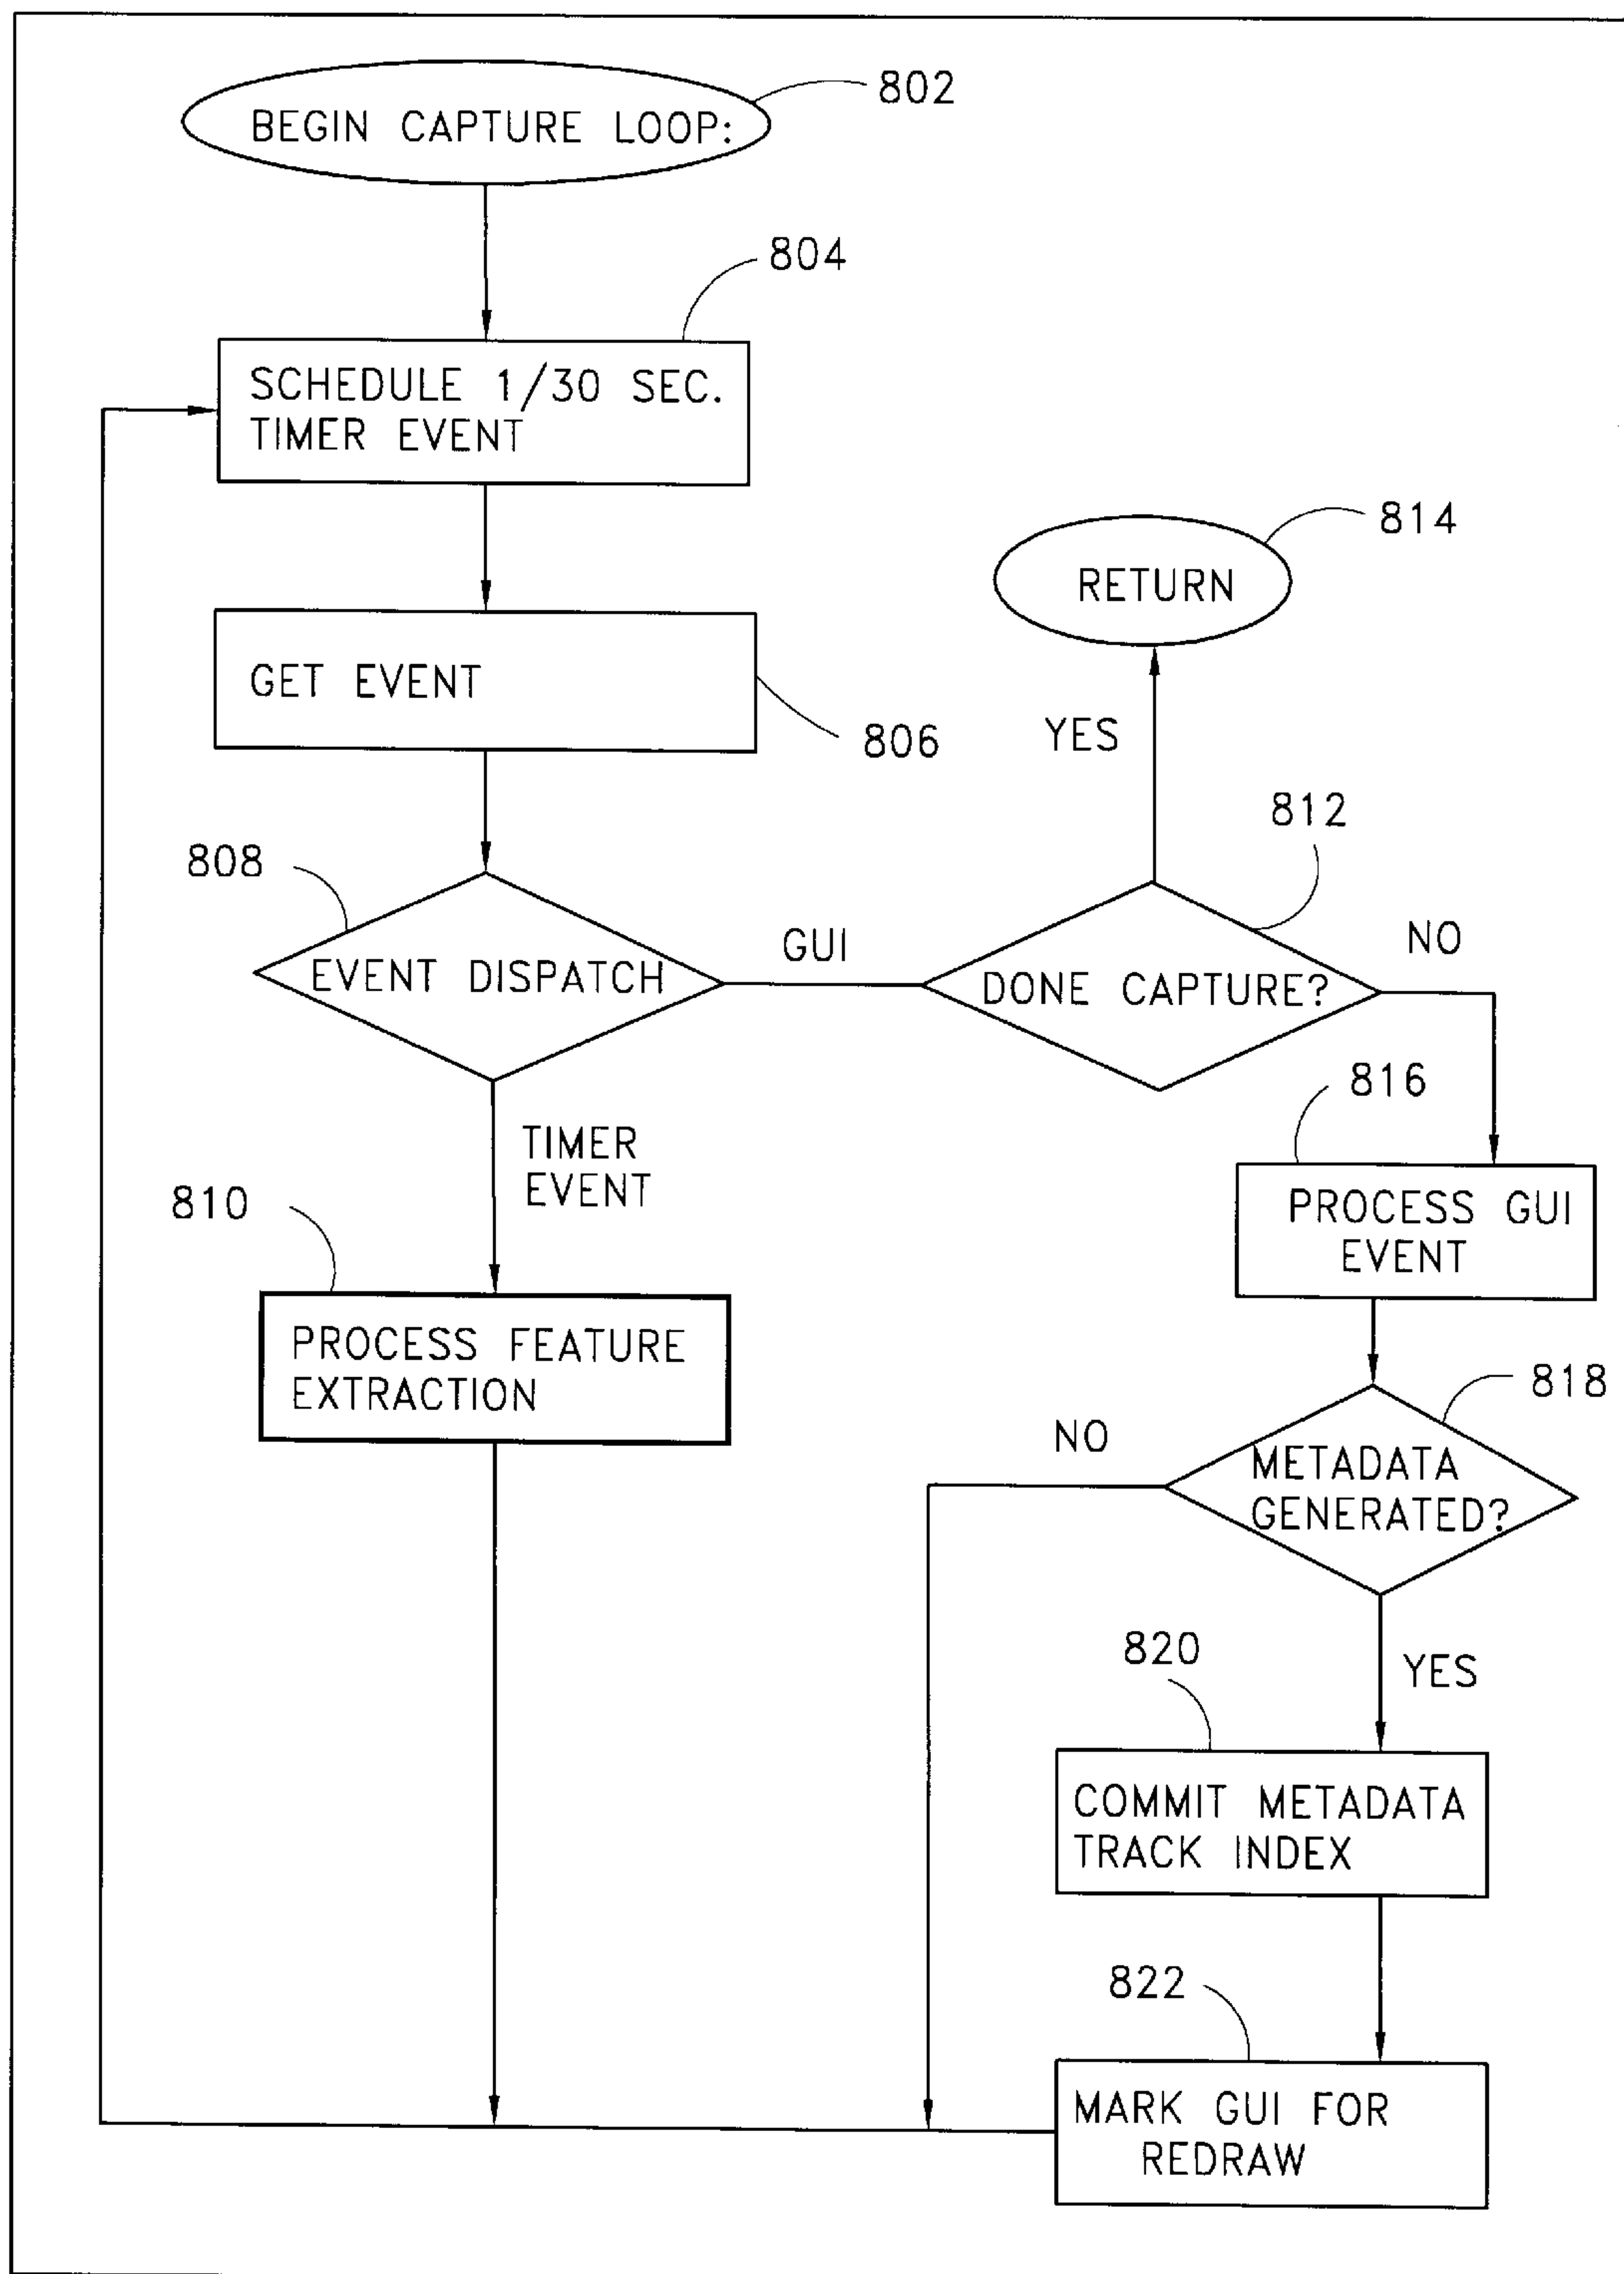 BEGIN CAPTURE LOOP:
802
804
SCHEDULE 1/30 SEC.
TIMER EVENT
814
RETURN
GET EVENT
806
YES
812
808
GUI
NO
EVENT DISPATCH
DONE CAPTURE?
816
TIMER
EVENT
810
PROCESS GUI
EVENT
PROCESS FEATURE
EXTRACTION
818
NO
METADATA
GENERATED?
820
YES
COMMIT METADATA
TRACK INDEX
822
MARK GUI FOR
REDRAW